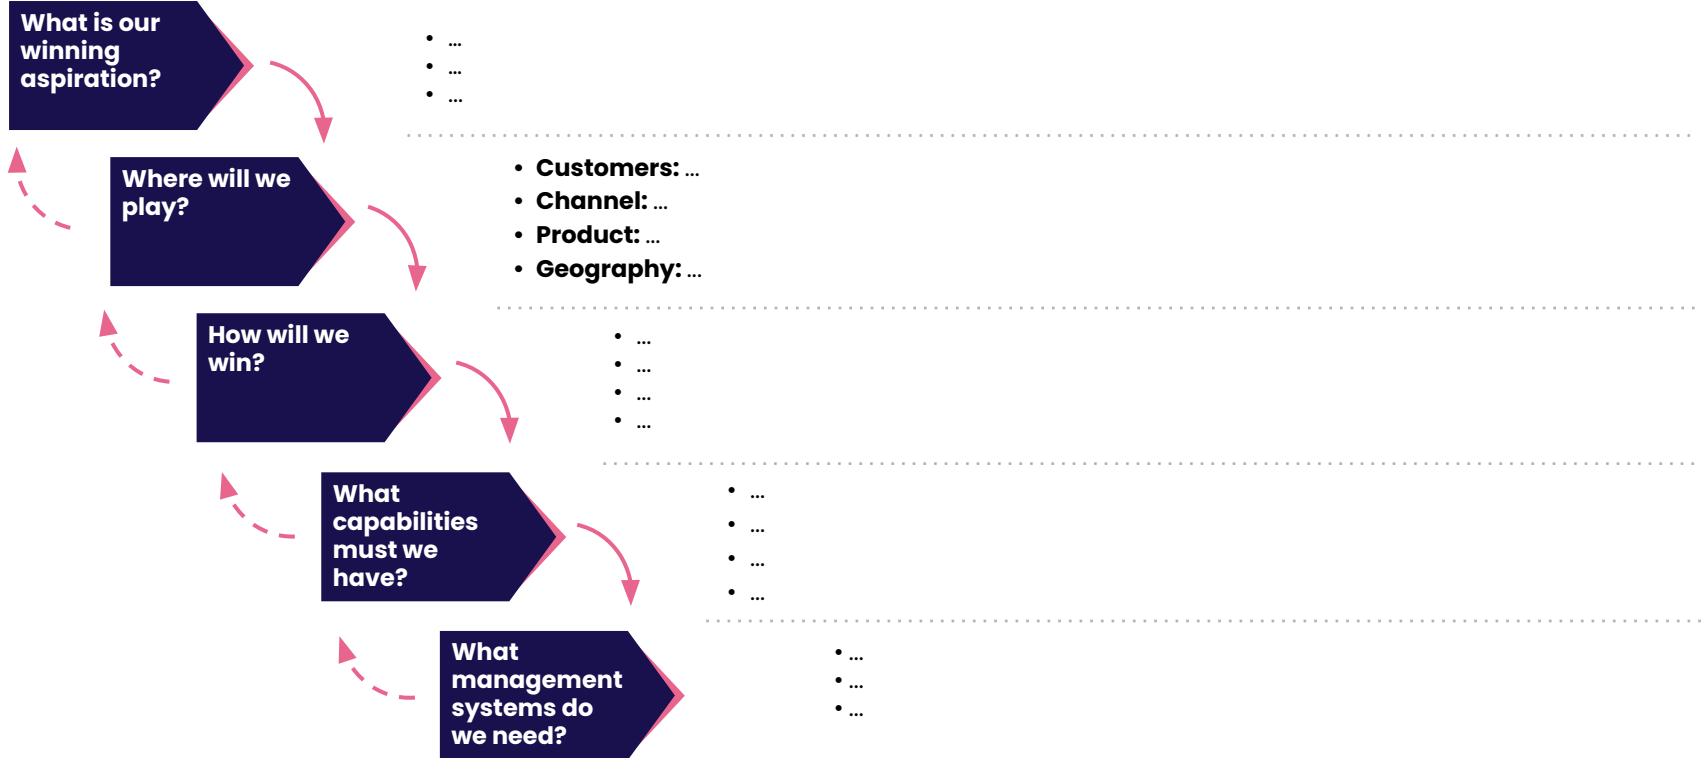 What is our
winning
aspiration?
• ...
• ...
• ...
Where will we
play?
• Customers: ...
• Channel: ...
• Product: ...
• Geography: ...
How will we
win?
• ...
• ...
• ...
• ...
What
capabilities
must we
have?
• ...
• ...
• ...
• ...
What
management
systems do
we need?
• ...
• ...
• ...